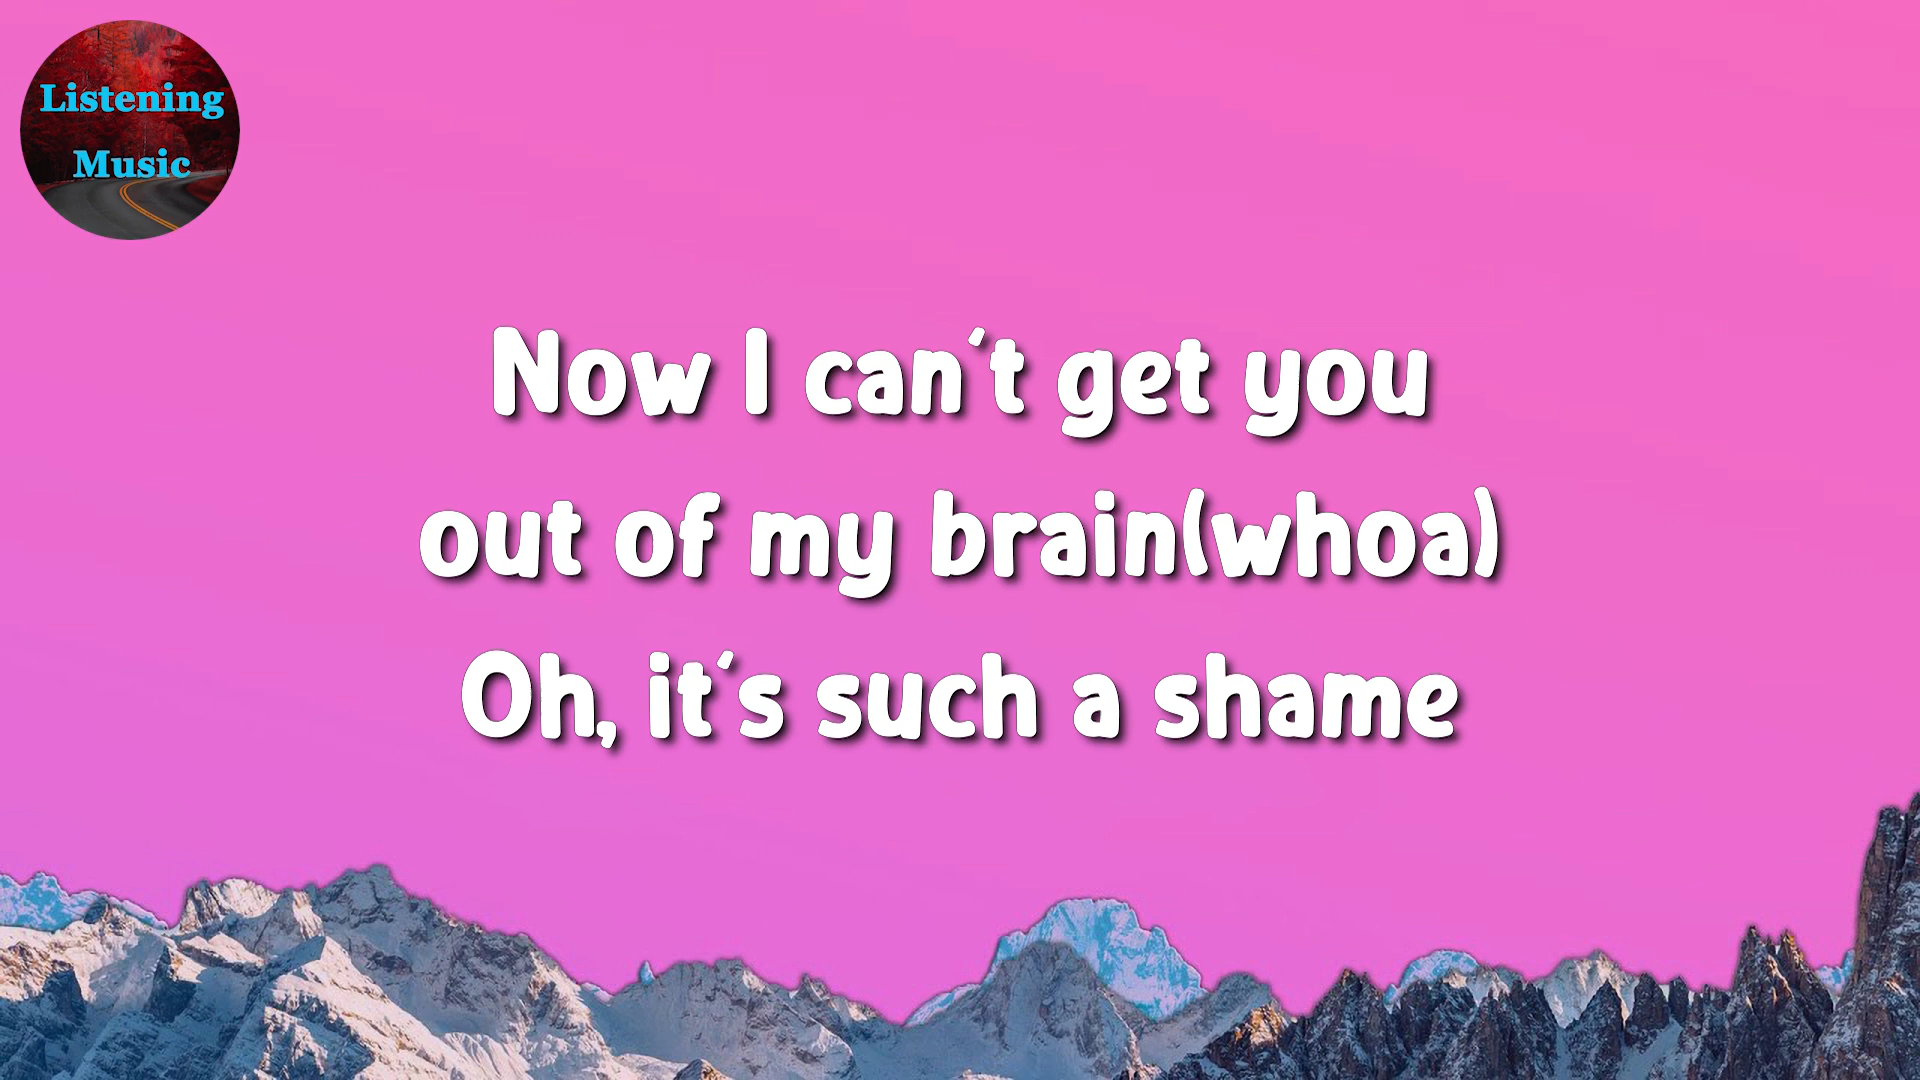 Listening
Music
Now I can't get you
out of my brain(whoa)
Oh, it's such a shame